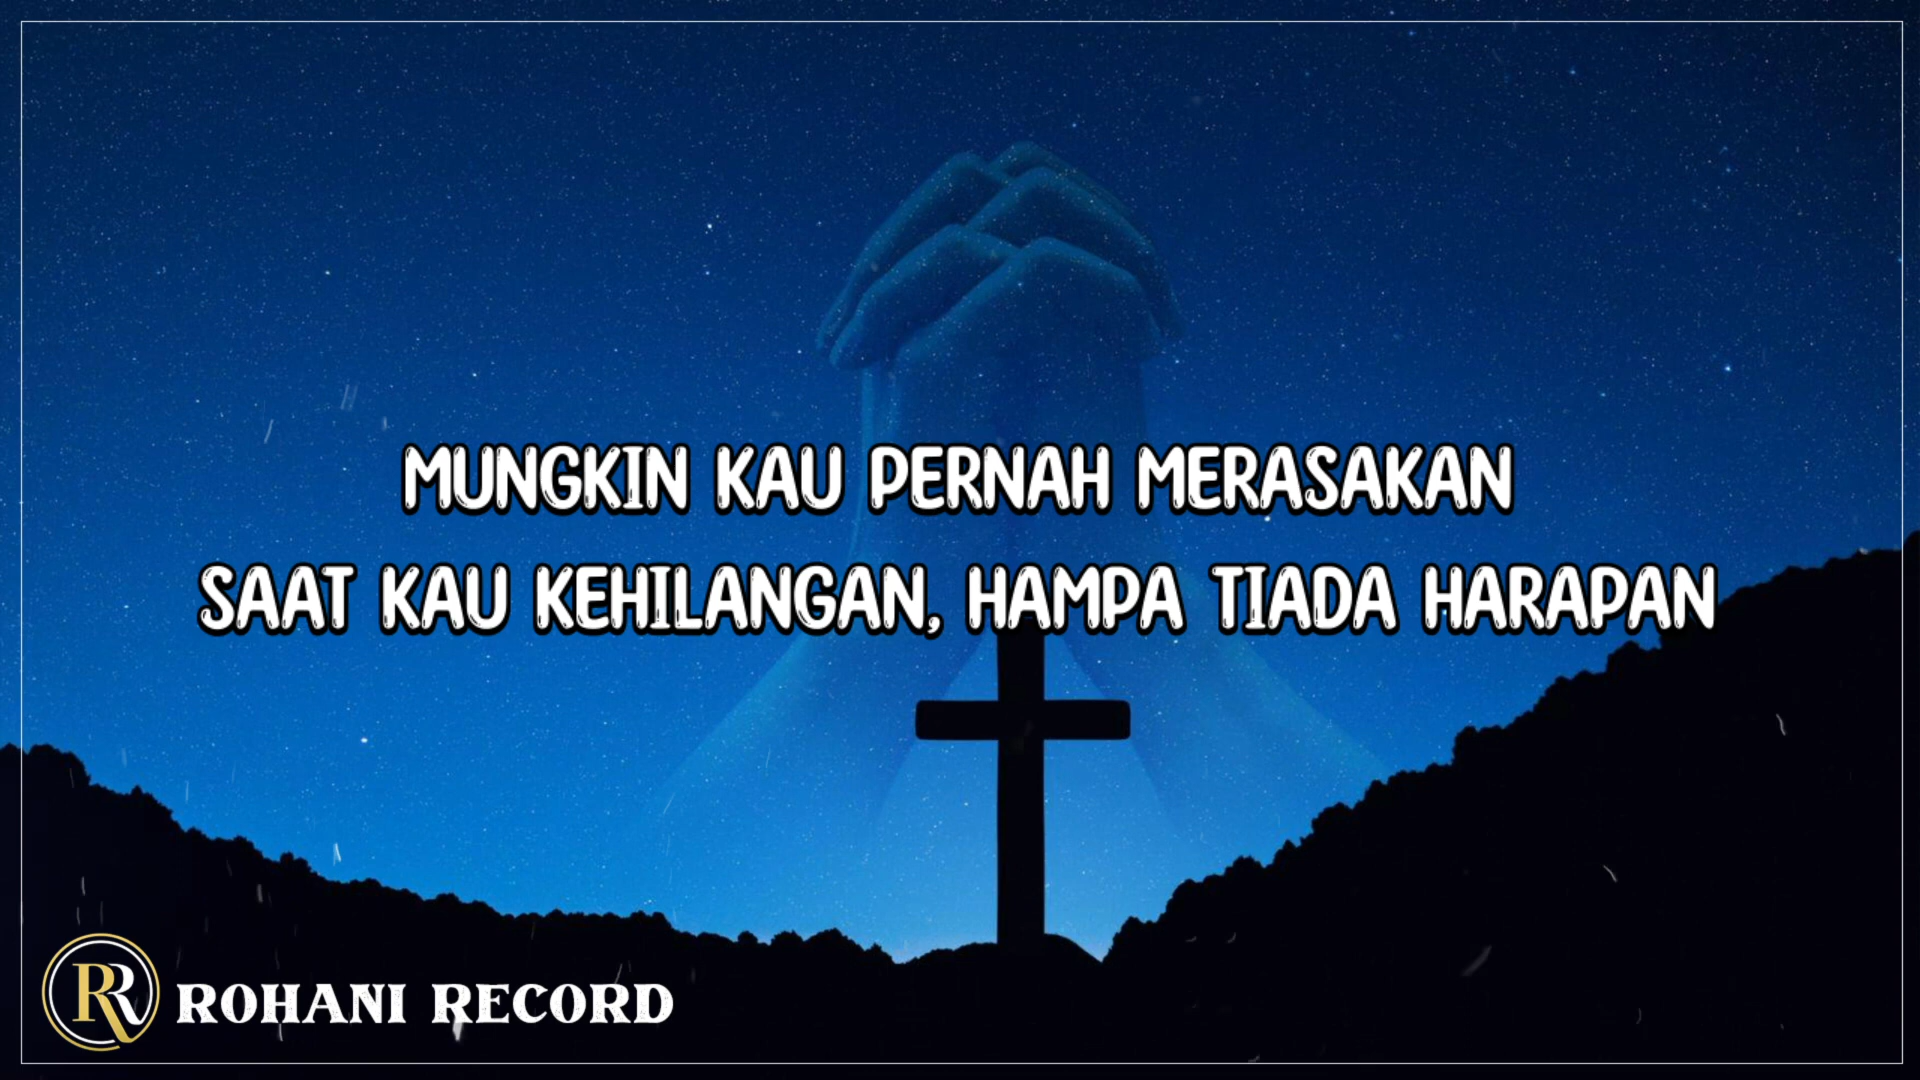 MUNGKIN KAU PERNAH MERASAKAN
SAAT KAU KEHILANGAN, HAMPA TIADA HARAPAN
RR ROHANI RECORD